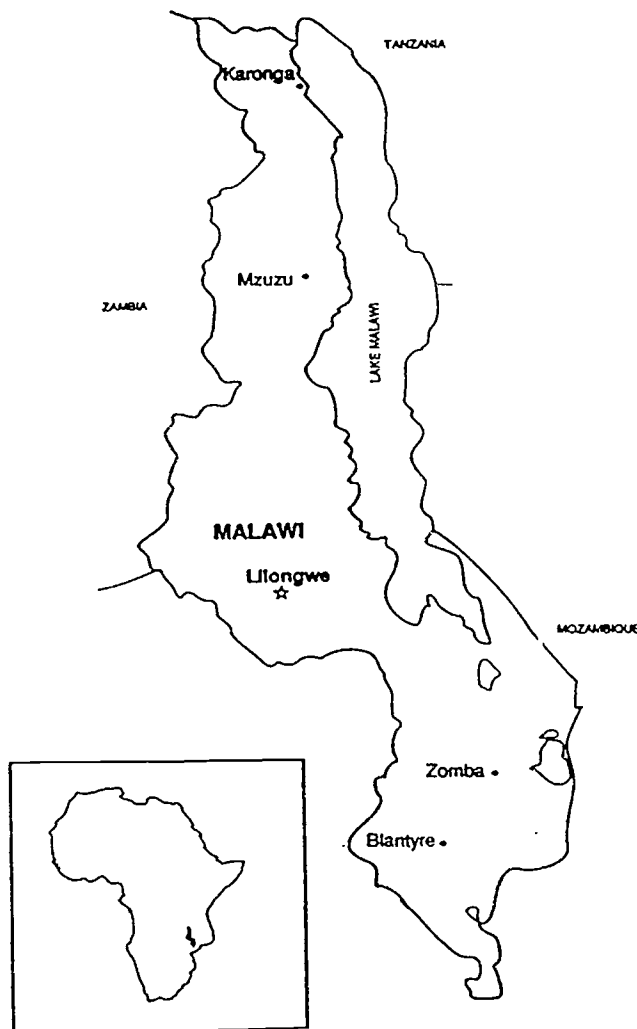 TANZANIA
Karonga
Mzuzu
ZAMBIA
LAKE MALAWI
MALAWI
Lilongwe
MOZAMBIQUE
Zomba
Blantyre